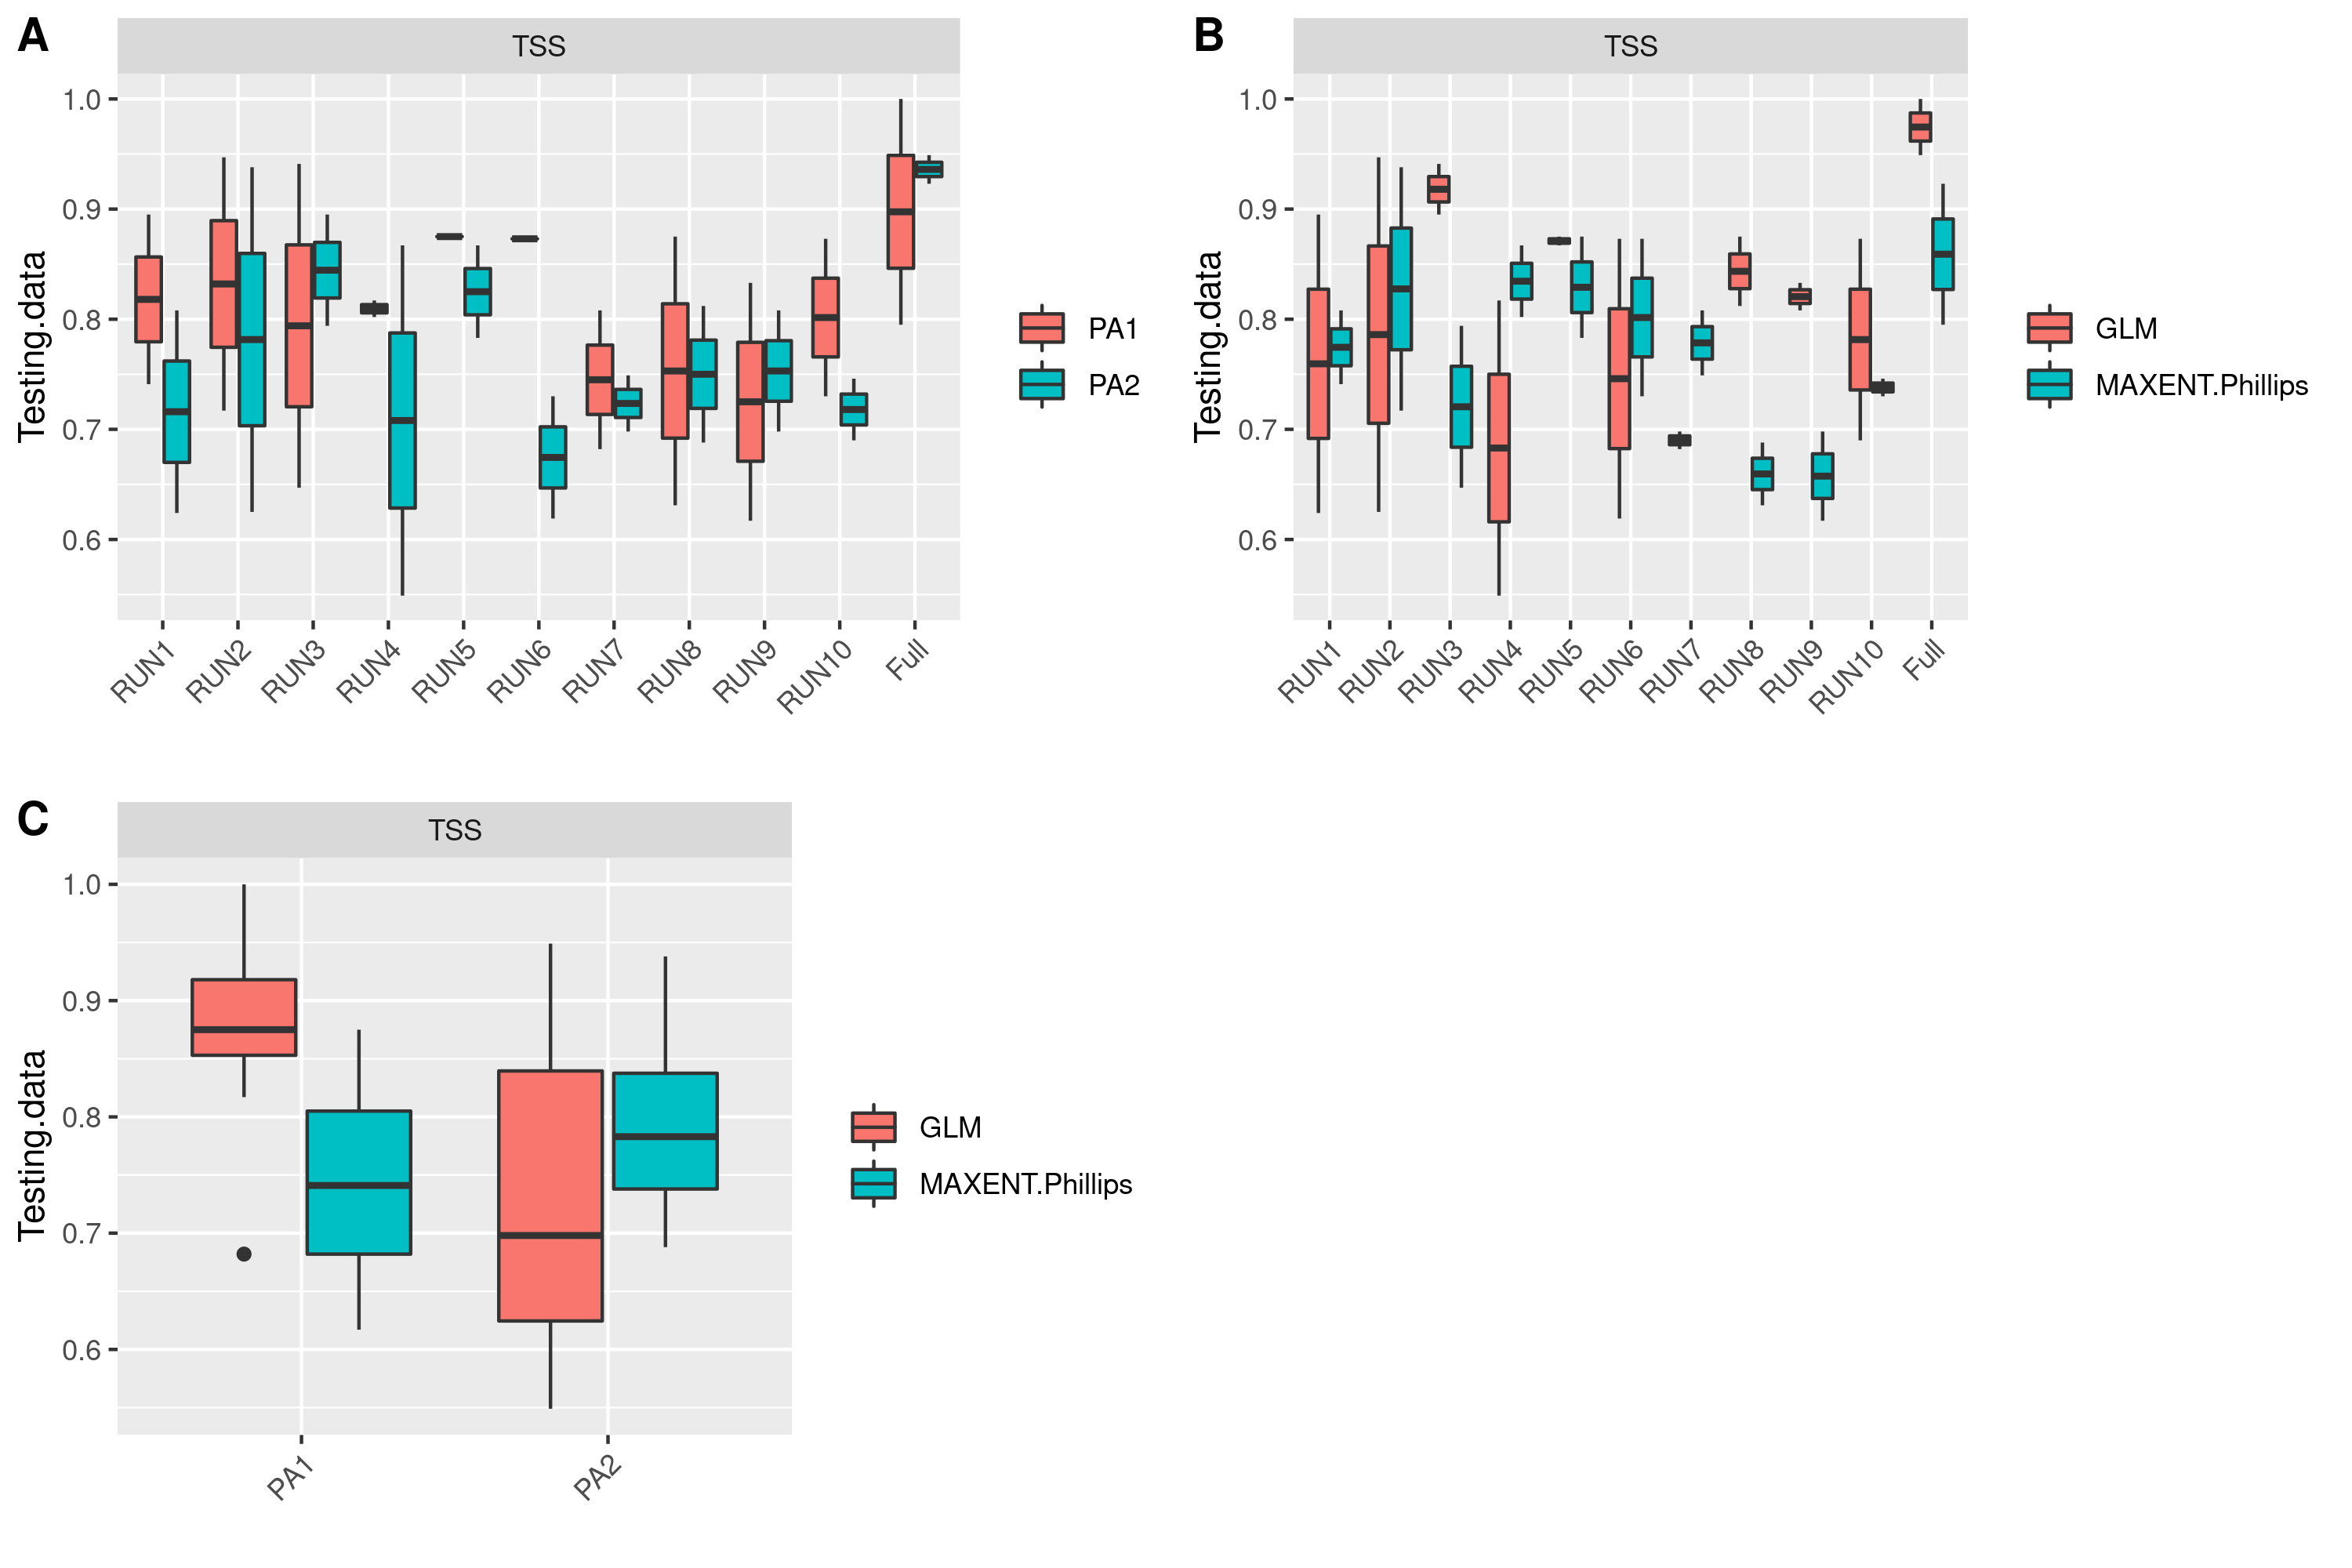 A
TSS
Testing.data
1.0
0.9
0.8
0.7
0.6
RUN1 RUN2 RUN3 RUN4 RUN5 RUN6 RUN7 RUN8 RUN9 RUN10 Full
PA1
PA2
B
TSS
Testing.data
1.0
0.9
0.8
0.7
0.6
RUN1 RUN2 RUN3 RUN4 RUN5 RUN6 RUN7 RUN8 RUN9 RUN10 Full
GLM
MAXENT.Phillips
C
TSS
Testing.data
1.0
0.9
0.8
0.7
0.6
PA1 PA2
GLM
MAXENT.Phillips